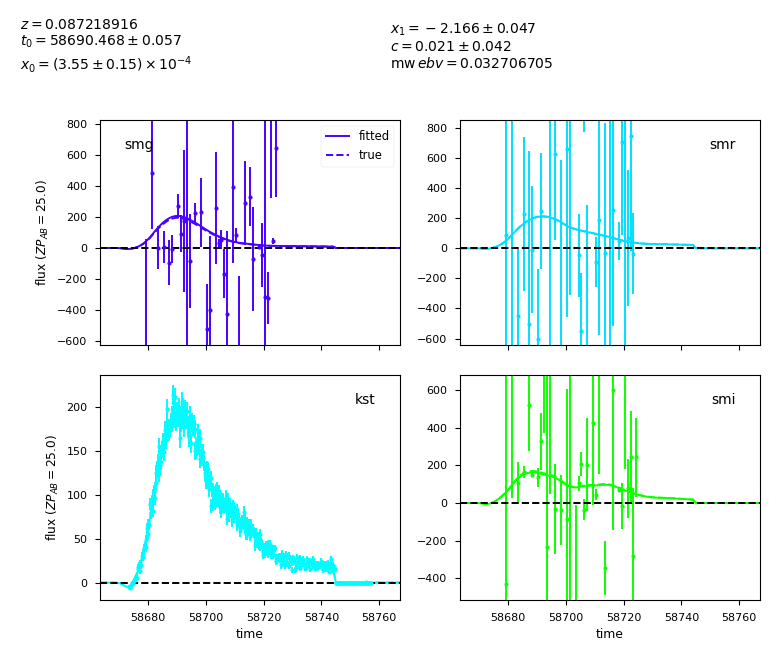 z = 0.087218916
t₀ = 58690.468 ± 0.057
x₀ = (3.55 ± 0.15) × 10⁻⁴
x₁ = −2.166 ± 0.047
c = 0.021 ± 0.042
mwebv = 0.032706705
800
600
400
200
0
−200
−400
−600
flux (ZP_AB = 25.0)
smg
fitted
true
800
600
400
200
0
−200
−400
−600
smr
200
150
100
50
0
flux (ZP_AB = 25.0)
kst
58680 58700 58720 58740 58760
time
600
400
200
0
−200
−400
smi
58680 58700 58720 58740 58760
time